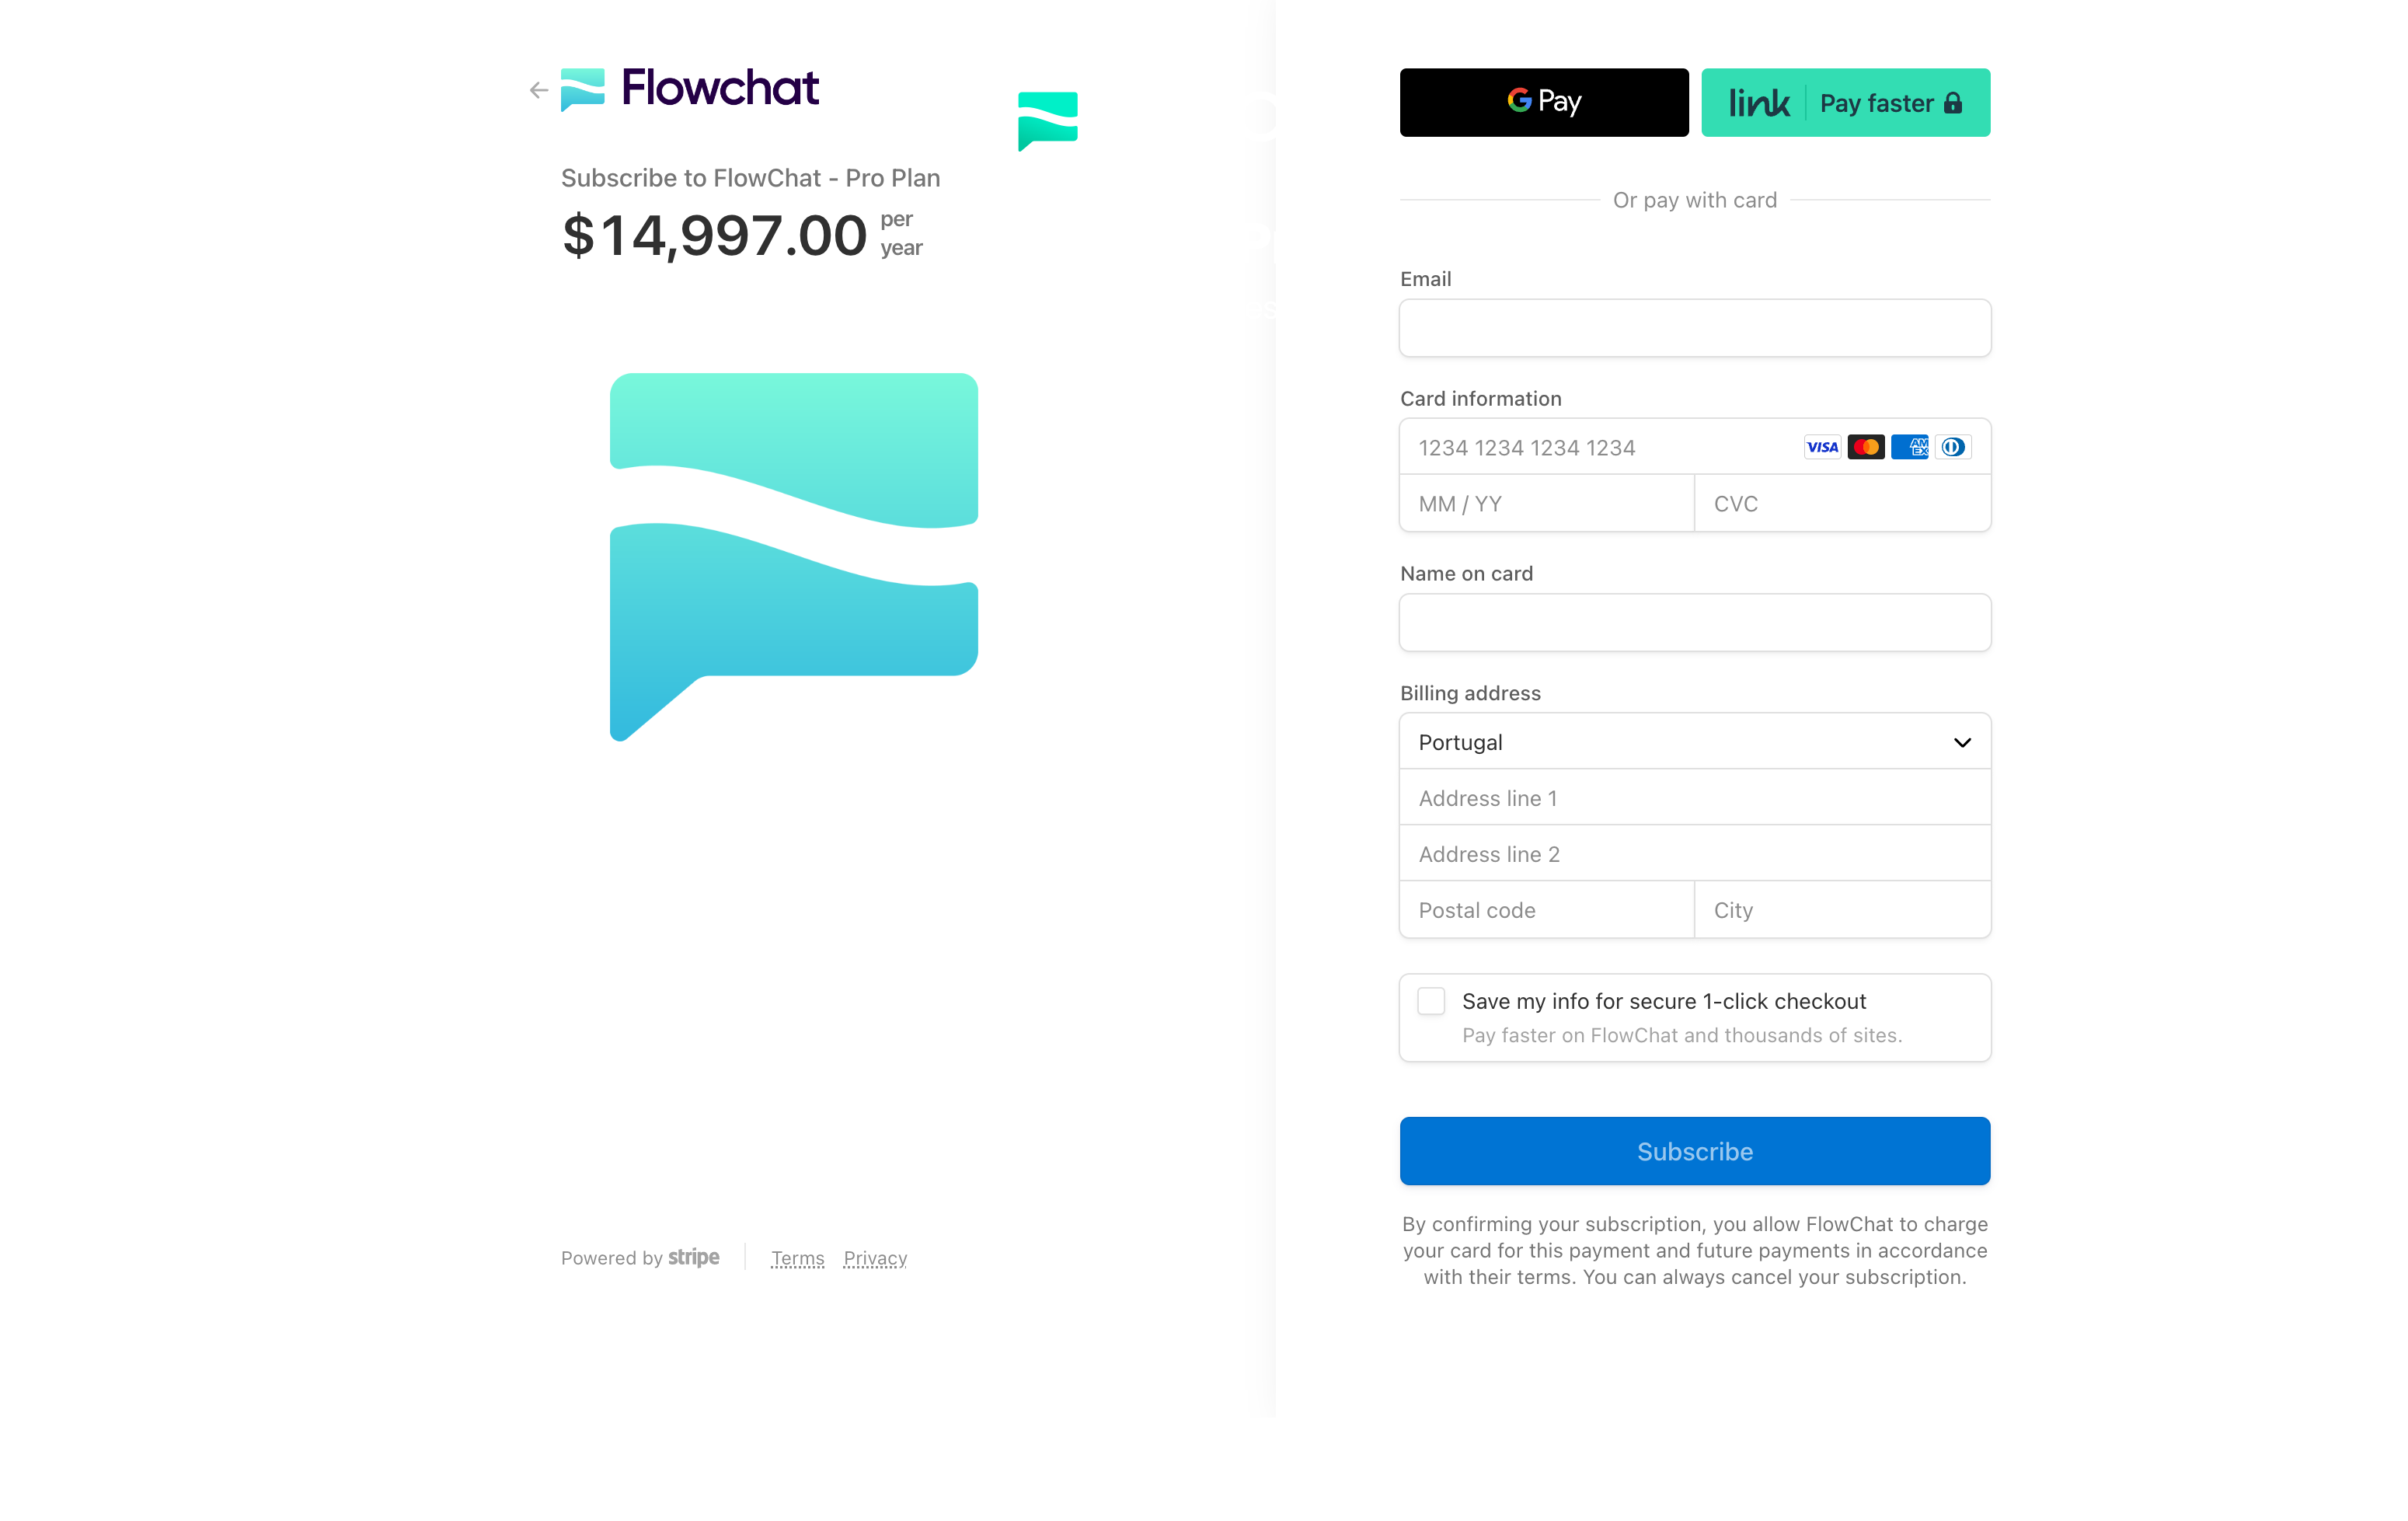 Flowchat
Subscribe to FlowChat - Pro Plan
$14,997.00 per
year
Powered by stripe
Terms Privacy
G Pay
link Pay faster
Or pay with card
Email
Card information
1234 1234 1234 1234 VISA AMEX
MM / YY CVC
Name on card
Billing address
Portugal
Address line 1
Address line 2
Postal code City
Save my info for secure 1-click checkout
Pay faster on FlowChat and thousands of sites.
Subscribe
By confirming your subscription, you allow FlowChat to charge
your card for this payment and future payments in accordance
with their terms. You can always cancel your subscription.